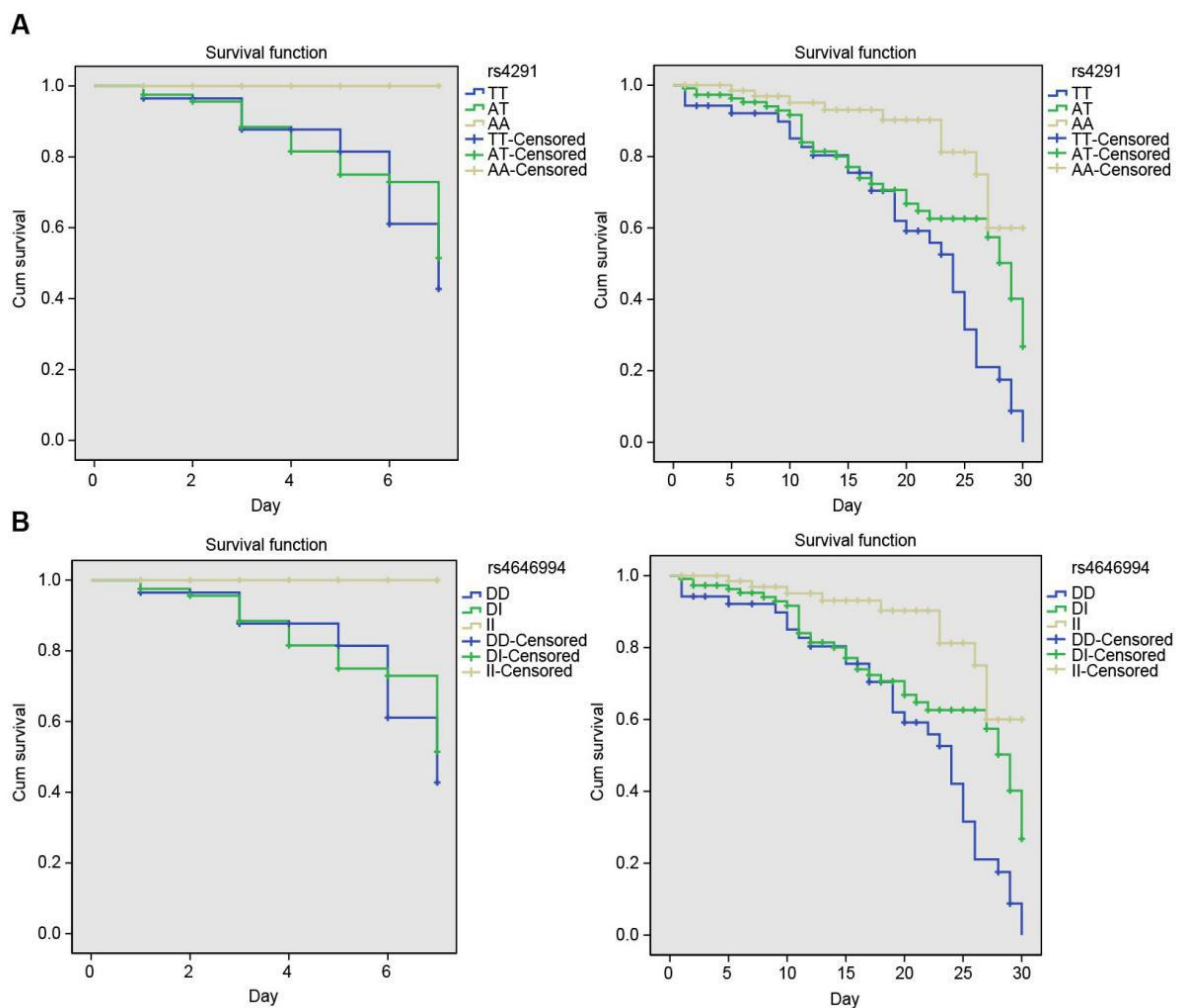 A
Survival function
rs4291
TT
AT
AA
TT-Censored
AT-Censored
AA-Censored
1.0
0.8
0.6
0.4
0.2
0.0
Cum survival
0 2 4 6
Day
Survival function
rs4291
TT
AT
AA
TT-Censored
AT-Censored
AA-Censored
1.0
0.8
0.6
0.4
0.2
0.0
Cum survival
0 5 10 15 20 25 30
Day
B
Survival function
rs4646994
DD
DI
II
DD-Censored
DI-Censored
II-Censored
1.0
0.8
0.6
0.4
0.2
0.0
Cum survival
0 2 4 6
Day
Survival function
rs4646994
DD
DI
II
DD-Censored
DI-Censored
II-Censored
1.0
0.8
0.6
0.4
0.2
0.0
Cum survival
0 5 10 15 20 25 30
Day